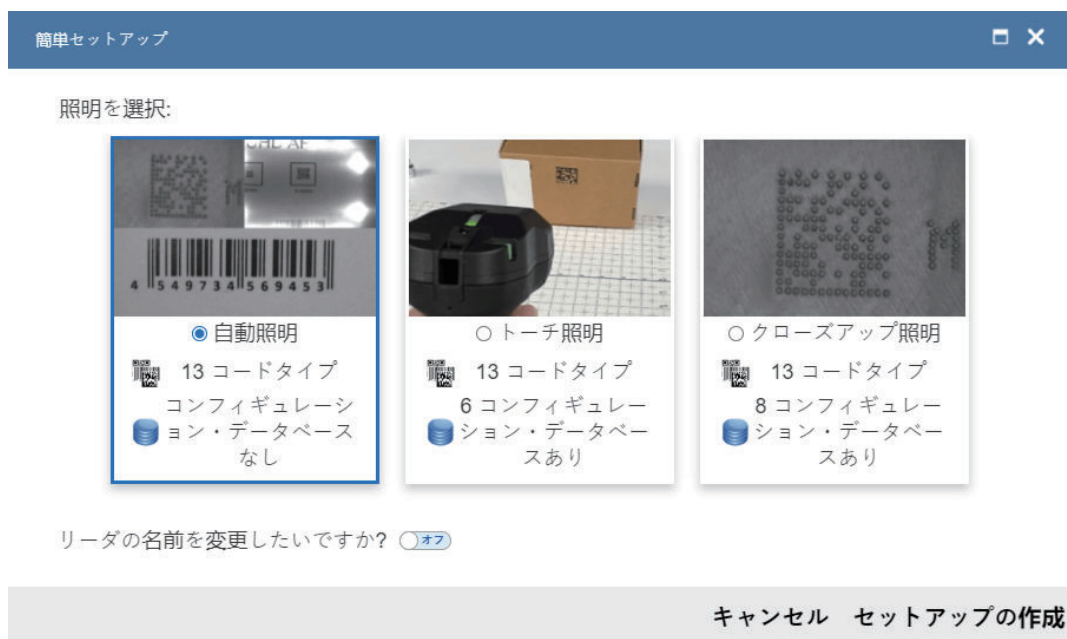 簡単セットアップ
照明を選択:
4 549734 569453
自動照明
トーチ照明
クローズアップ照明
13 コードタイプ
13 コードタイプ
13 コードタイプ
コンフィギュレーシ
ョン・データベース
なし
6 コンフィギュレー
ション・データベー
スあり
8 コンフィギュレー
ション・データベー
スあり
リーダの名前を変更したいですか? オフ
キャンセル セットアップの作成